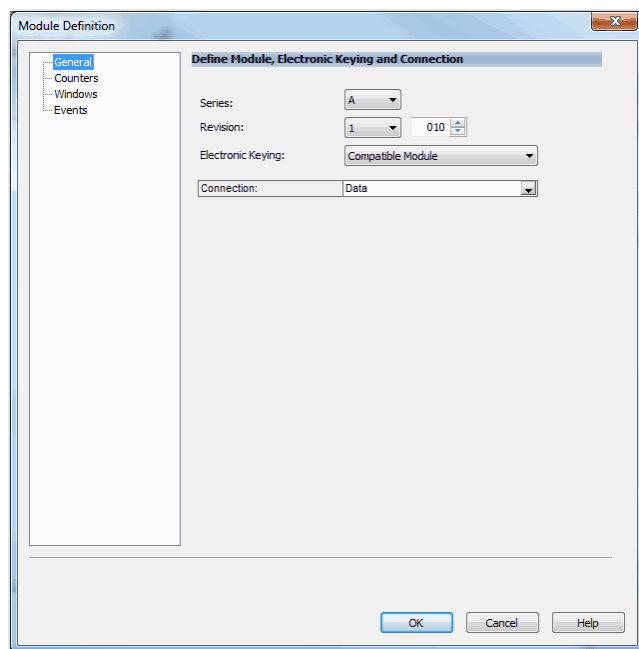 Module Definition
General
Counters
Windows
Events
Define Module, Electronic Keying and Connection
Series: A
Revision: 1 010
Electronic Keying: Compatible Module
Connection: Data
OK Cancel Help